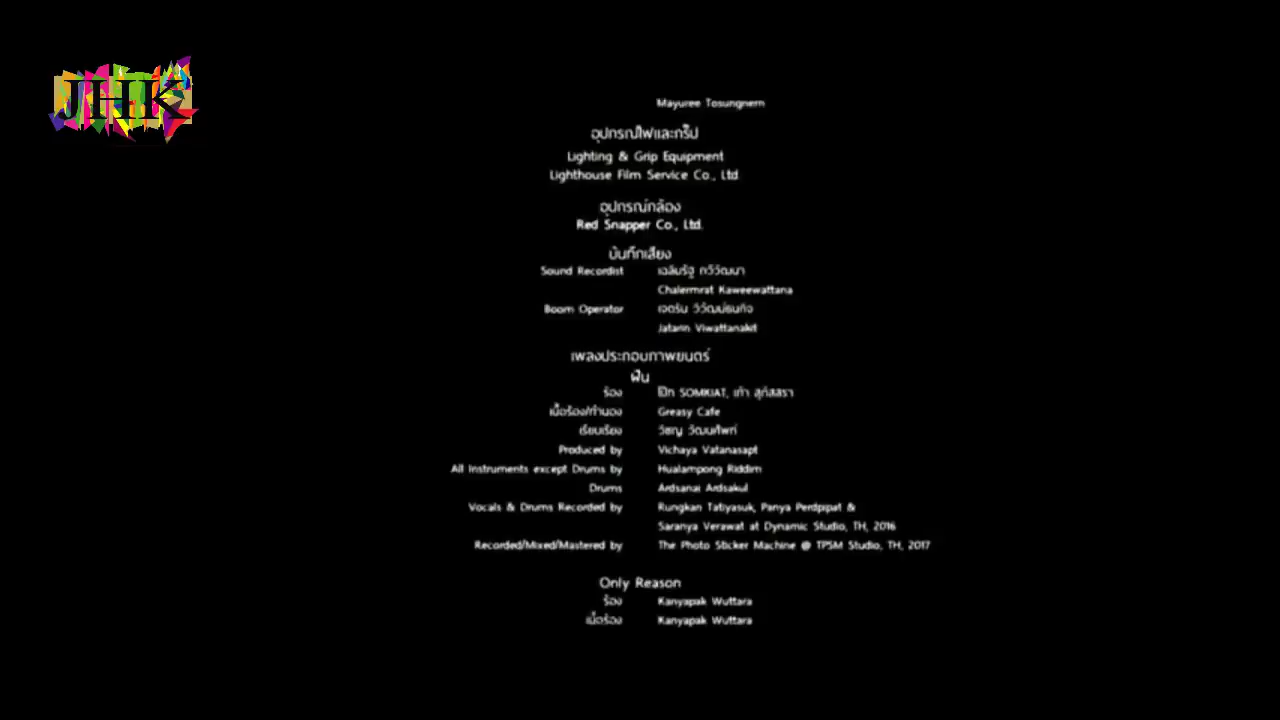 JHK
Mayuree Tosungnern
อุปกรณ์ไฟและกริ๊ป
Lighting & Grip Equipment
Lighthouse Film Service Co., Ltd.
อุปกรณ์กล้อง
Red Snapper Co., Ltd.
บันทึกเสียง
Sound Recordist เฉลิมรัฐ กวีวัฒนา
Chalermrat Kaweewattana
Boom Operator เจตริน วิวัฒน์ธนกิจ
Jatarin Viwattanakit
เพลงประกอบภาพยนตร์
ฝืน
ร้อง ปิ๊ก SOMKIAT, เก้า สุภัสสรา
เนื้อร้อง/ทำนอง Greasy Cafe
เรียบเรียง วิชญ วัฒนศัพท์
Produced by Vichaya Vatanasapt
All Instruments except Drums by Hualampong Riddim
Drums Ardsanai Ardsakul
Vocals & Drums Recorded by Rungkan Tatiyasuk, Panya Perdpipat &
Saranya Verawat at Dynamic Studio, TH, 2016
Recorded/Mixed/Mastered by The Photo Sticker Machine @ TPSM Studio, TH, 2017
Only Reason
ร้อง Kanyapak Wuttara
เนื้อร้อง Kanyapak Wuttara